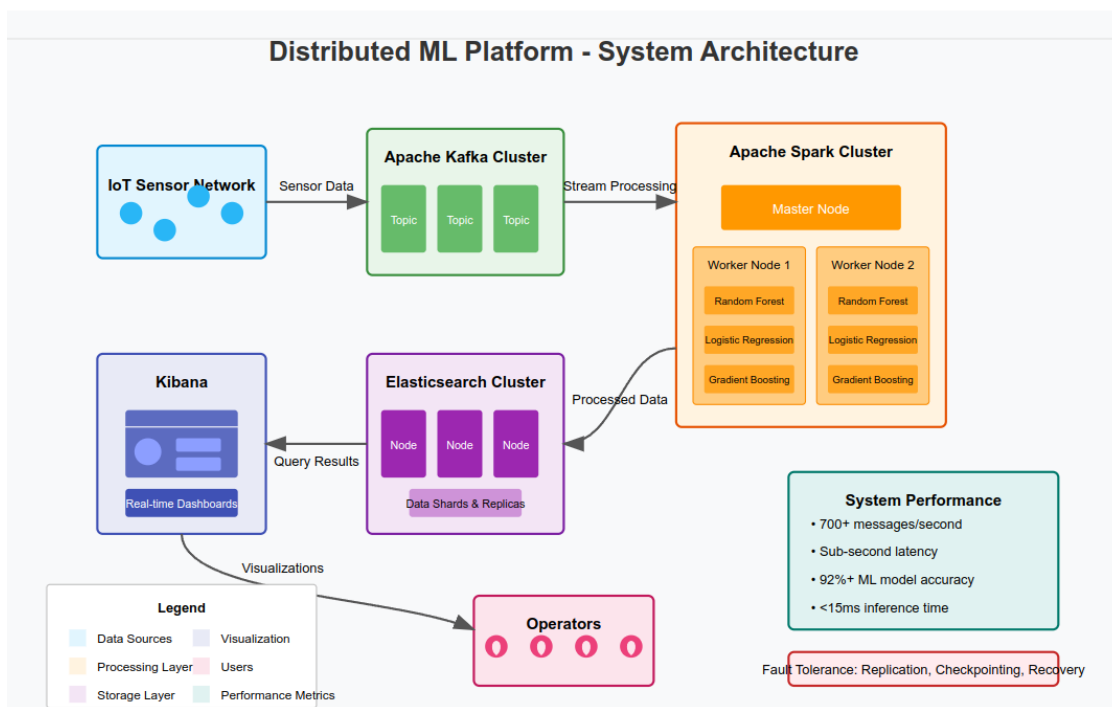 Distributed ML Platform - System Architecture
IoT Sensor Network
Sensor Data
Apache Kafka Cluster
Topic
Topic
Topic
Stream Processing
Apache Spark Cluster
Master Node
Worker Node 1
Random Forest
Logistic Regression
Gradient Boosting
Worker Node 2
Random Forest
Logistic Regression
Gradient Boosting
Processed Data
Elasticsearch Cluster
Node
Node
Node
Data Shards & Replicas
Query Results
Kibana
Real-time Dashboards
Visualizations
Operators
System Performance
• 700+ messages/second
• Sub-second latency
• 92%+ ML model accuracy
• <15ms inference time
Fault Tolerance: Replication, Checkpointing, Recovery
Legend
Data Sources
Processing Layer
Storage Layer
Visualization
Users
Performance Metrics